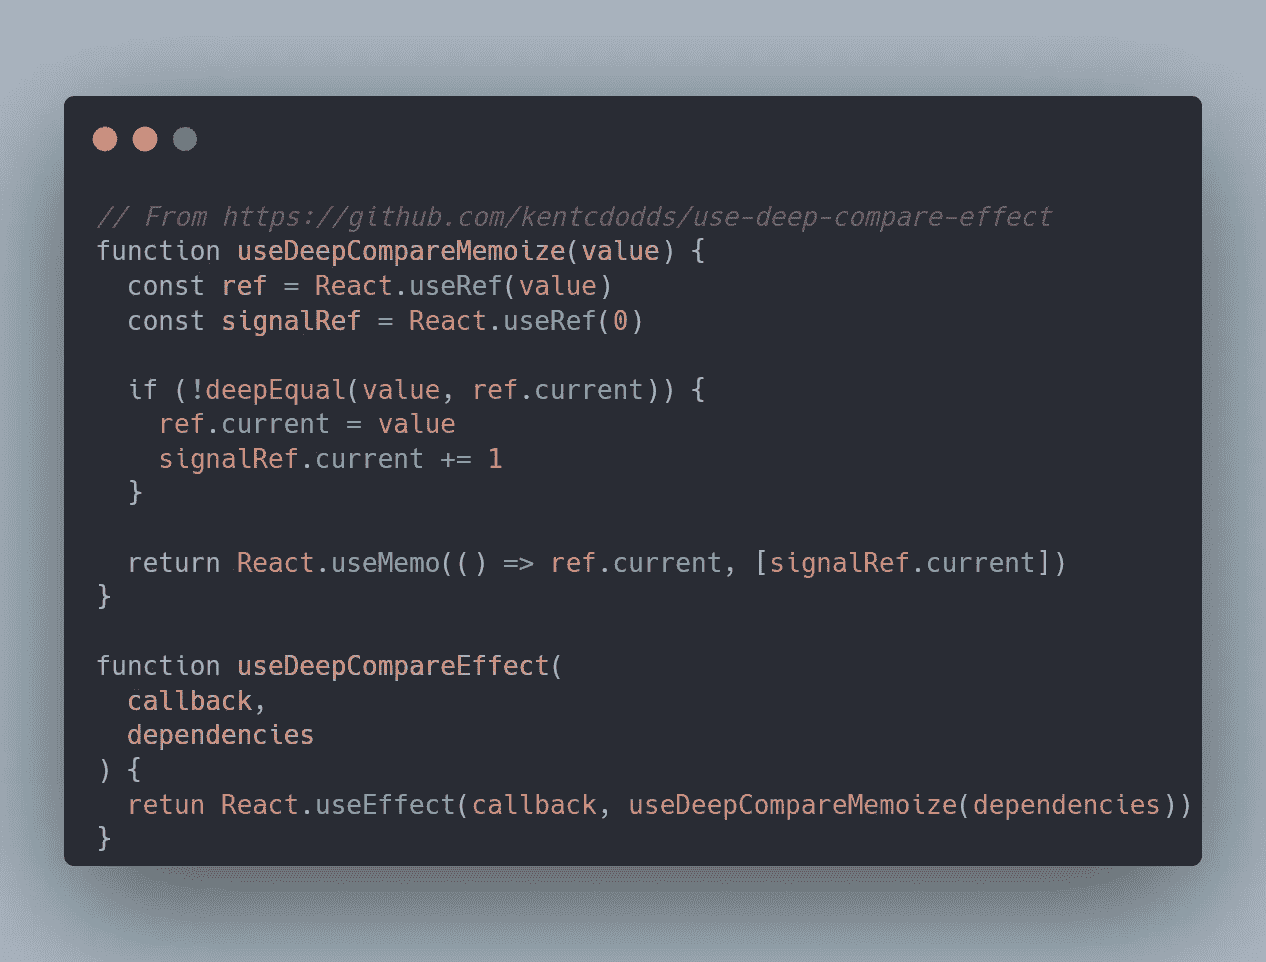 // From https://github.com/kentcdodds/use-deep-compare-effect
function useDeepCompareMemoize(value) {
  const ref = React.useRef(value)
  const signalRef = React.useRef(0)

  if (!deepEqual(value, ref.current)) {
    ref.current = value
    signalRef.current += 1
  }

  return React.useMemo(() => ref.current, [signalRef.current])
}

function useDeepCompareEffect(
  callback,
  dependencies
) {
  retun React.useEffect(callback, useDeepCompareMemoize(dependencies))
}